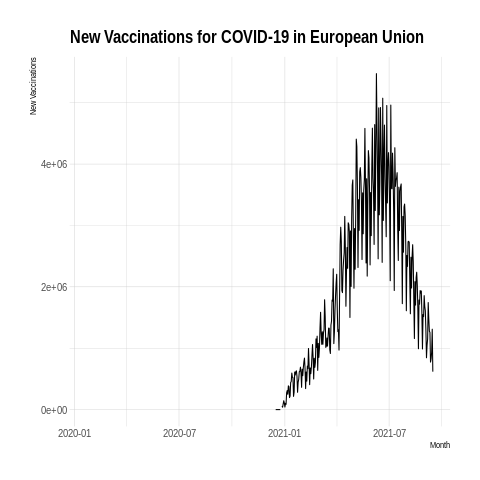 New Vaccinations for COVID-19 in European Union
New Vaccinations
4e+06
2e+06
0e+00
2020-01 2020-07 2021-01 2021-07
Month